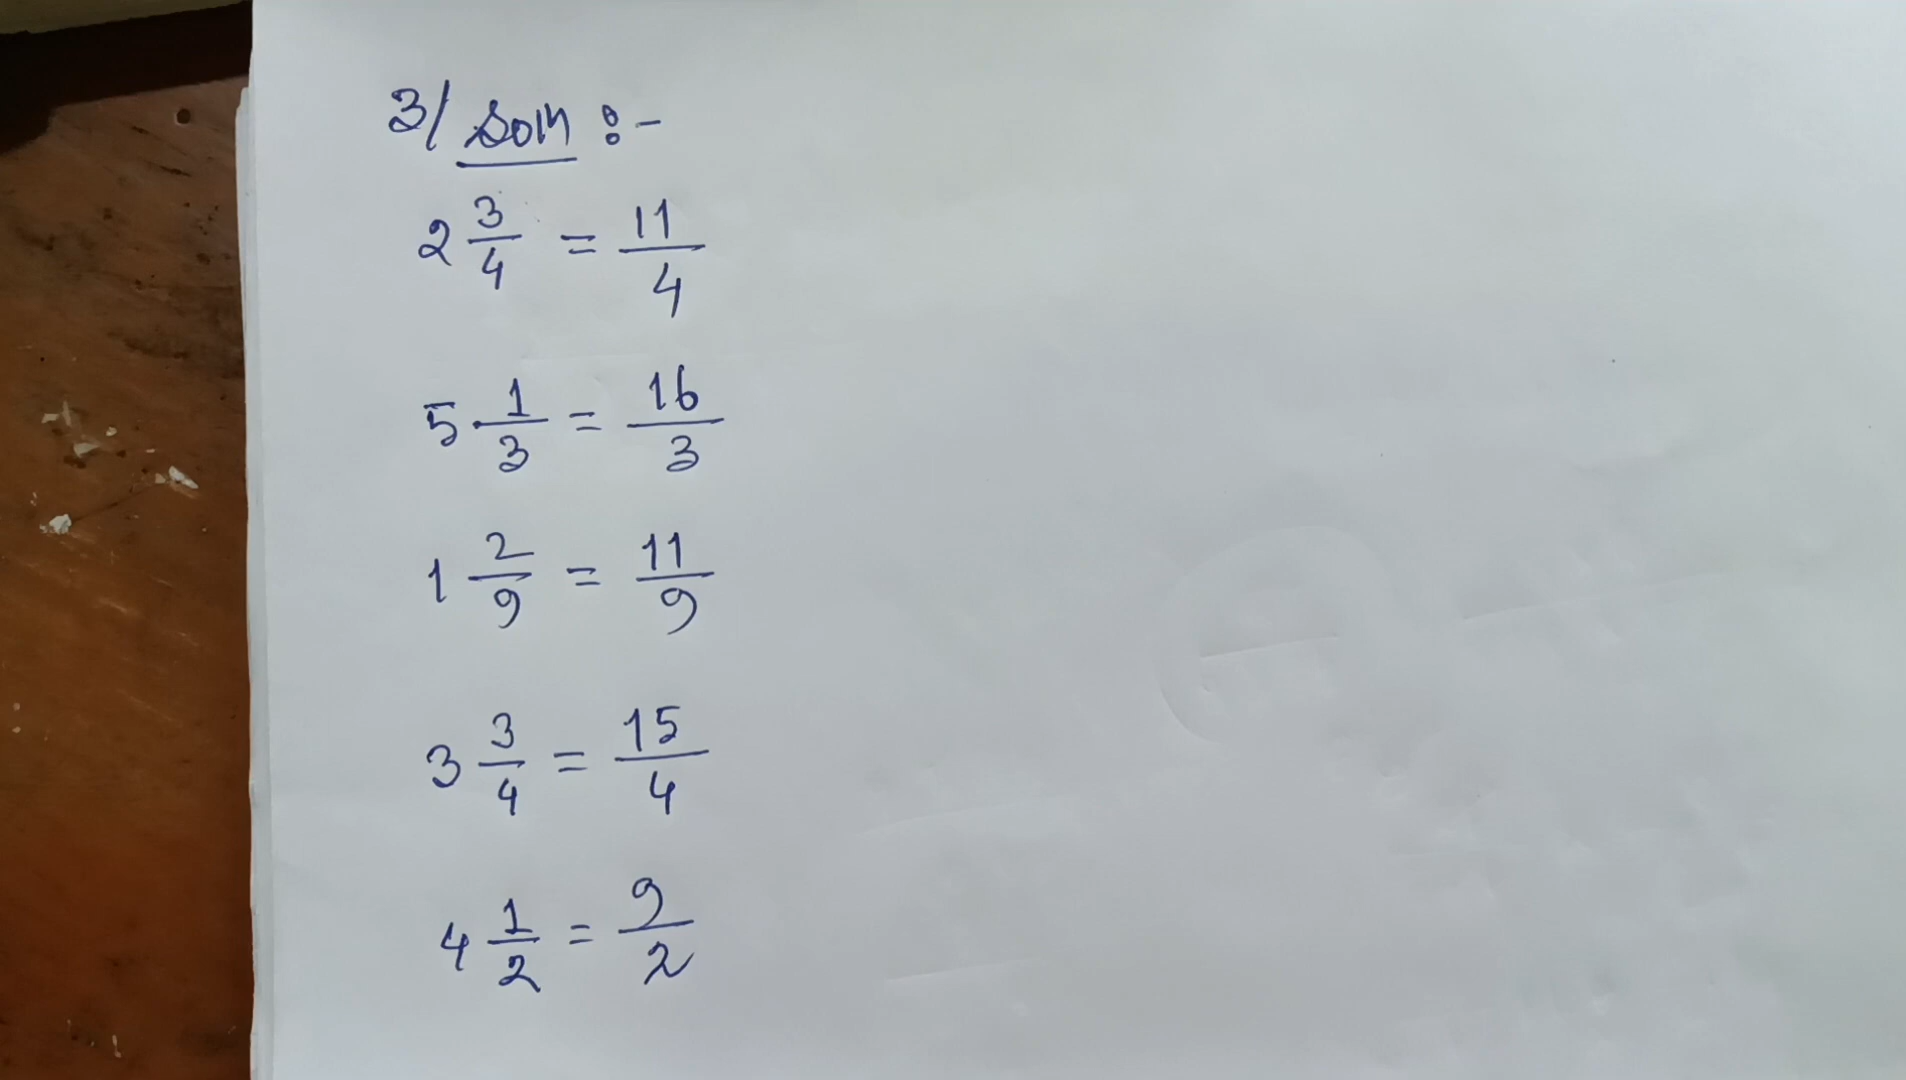 3/ Soln :-
2 3/4 = 11/4
5 1/3 = 16/3
1 2/9 = 11/9
3 3/4 = 15/4
4 1/2 = 9/2